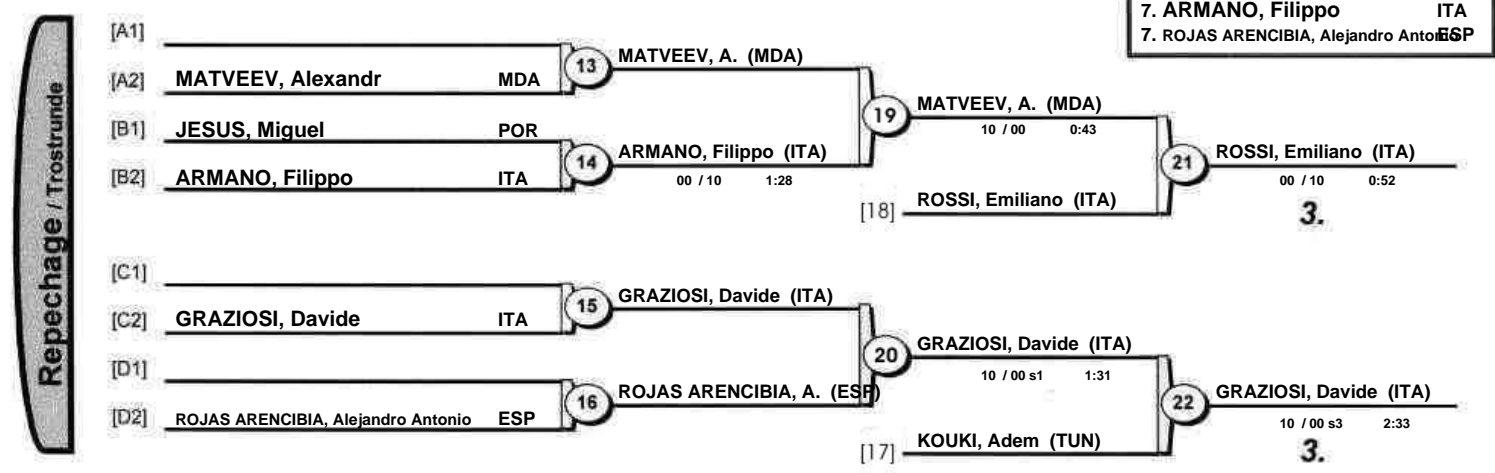 7. ARMANO, Filippo ITA
7. ROJAS ARENCIBIA, Alejandro Antonio ESP
Repechage / Trostrunde
[A1]
[A2] MATVEEV, Alexandr MDA
13 MATVEEV, A. (MDA)
[B1] JESUS, Miguel POR
[B2] ARMANO, Filippo ITA
14 ARMANO, Filippo (ITA)
00 / 10 1:28
19 MATVEEV, A. (MDA)
10 / 00 0:43
[18] ROSSI, Emiliano (ITA)
21 ROSSI, Emiliano (ITA)
00 / 10 0:52
3.
[C1]
[C2] GRAZIOSI, Davide ITA
15 GRAZIOSI, Davide (ITA)
[D1]
[D2] ROJAS ARENCIBIA, Alejandro Antonio ESP
16 ROJAS ARENCIBIA, A. (ESP)
20 GRAZIOSI, Davide (ITA)
10 / 00 s1 1:31
[17] KOUKI, Adem (TUN)
22 GRAZIOSI, Davide (ITA)
10 / 00 s3 2:33
3.